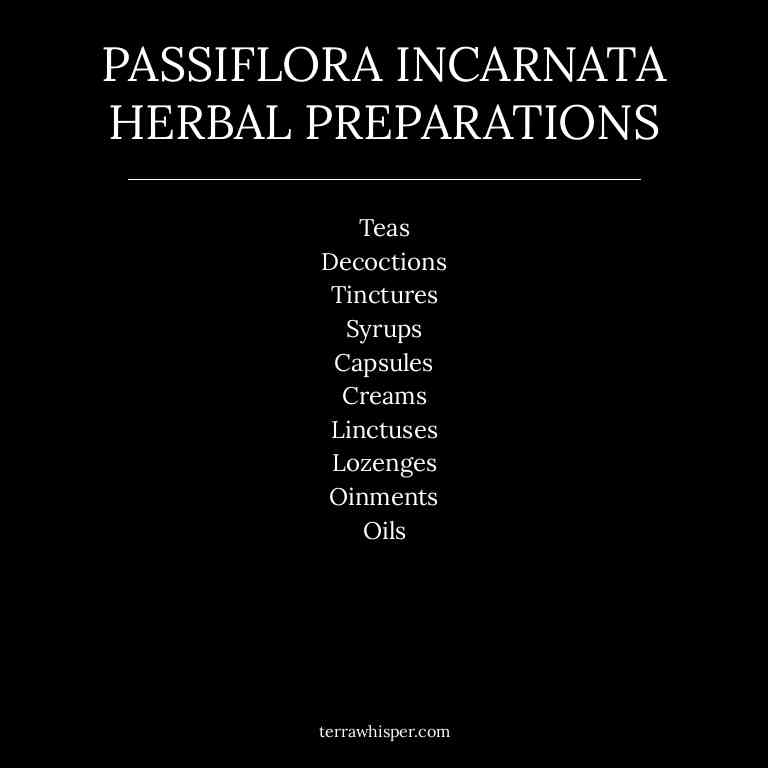 PASSIFLORA INCARNATA
HERBAL PREPARATIONS
Teas
Decoctions
Tinctures
Syrups
Capsules
Creams
Linctuses
Lozenges
Oinments
Oils
terrawhisper.com